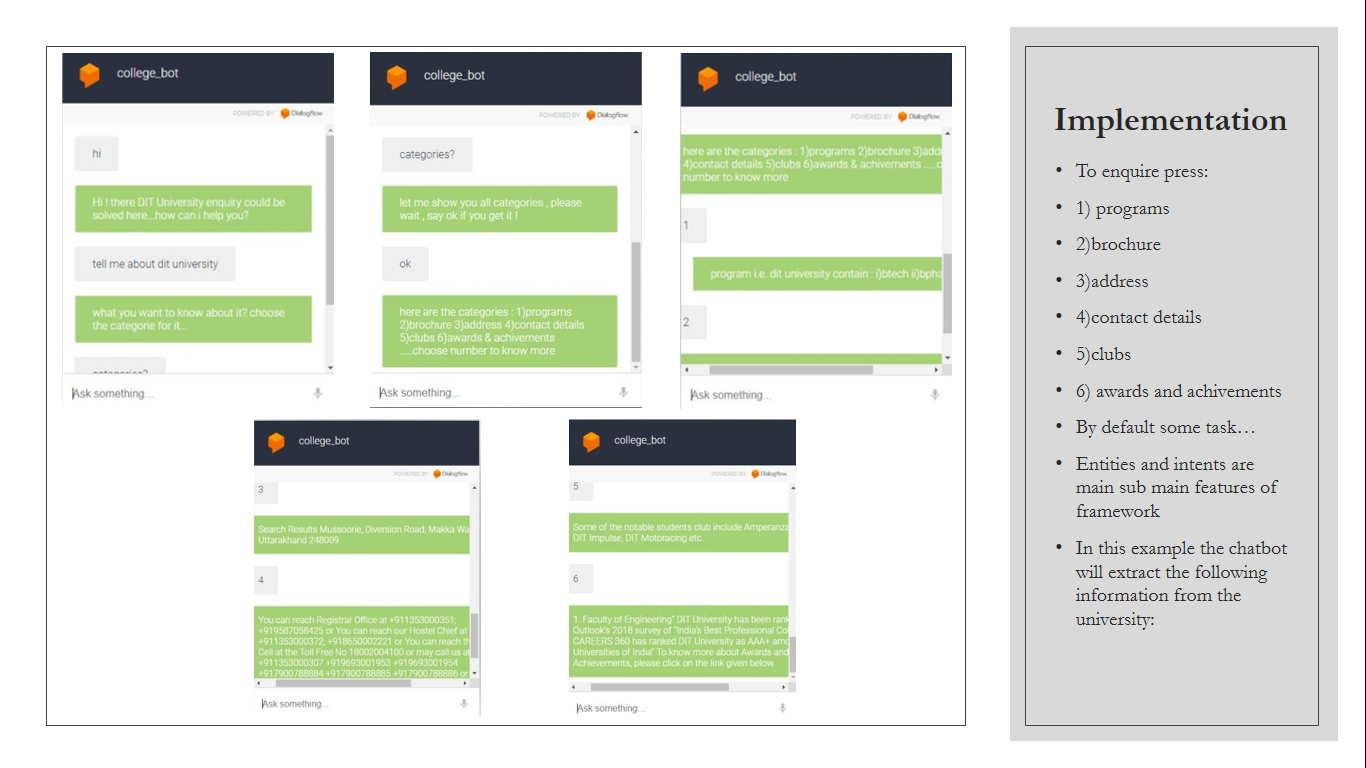 college_bot
POWERED BY Dialogflow
hi
Hi ! there DIT University enquiry could be
solved here...how can i help you?
tell me about dit university
what you want to know about it? choose
the categorie for it...
categories?
Ask something...
college_bot
POWERED BY Dialogflow
categories?
let me show you all categories , please
wait , say ok if you get it !
ok
here are the categories : 1)programs
2)brochure 3)address 4)contact details
5)clubs 6)awards & achivements
.....choose number to know more
Ask something...
college_bot
POWERED BY Dialogflow
here are the categories : 1)programs 2)brochure 3)addr
4)contact details 5)clubs 6)awards & achivements .....c
number to know more
1
program i.e. dit university contain : i)btech ii)bpha
2
Ask something...
college_bot
POWERED BY Dialogflow
3
Search Results Mussoorie, Diversion Road, Makka Wa
Uttarakhand 248009
4
You can reach Registrar Office at +911353000351;
+919587058425 or You can reach our Hostel Chief at
+911353000372; +918650002221 or You can reach th
Cell at the Toll Free No 18002004100 or may call us at
+911353000307 +919693001953 +919693001954
+917900788884 +917900788885 +917900788886 or
Ask something...
college_bot
POWERED BY Dialogflow
5
Some of the notable students club include Amperanza
DIT Impulse, DIT Motoracing etc.
6
1. Faculty of Engineering" DIT University has been rank
Outlook's 2018 survey of "India's Best Professional Co
CAREERS 360 has ranked DIT University as AAA+ amo
Universities of India" To know more about Awards and
Achievements, please click on the link given below.
Ask something...
Implementation
• To enquire press:
• 1) programs
• 2)brochure
• 3)address
• 4)contact details
• 5)clubs
• 6) awards and achivements
• By default some task…
• Entities and intents are
main sub main features of
framework
• In this example the chatbot
will extract the following
information from the
university: